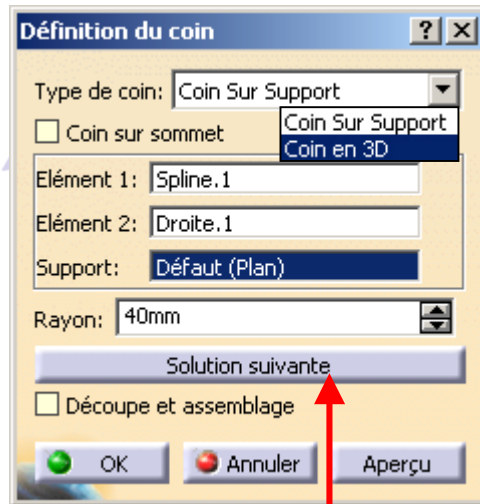 Définition du coin
Type de coin: Coin Sur Support
Coin sur sommet
Coin Sur Support
Coin en 3D
Elément 1: Spline.1
Elément 2: Droite.1
Support: Défaut (Plan)
Rayon: 40mm
Solution suivante
Découpe et assemblage
OK Annuler Aperçu